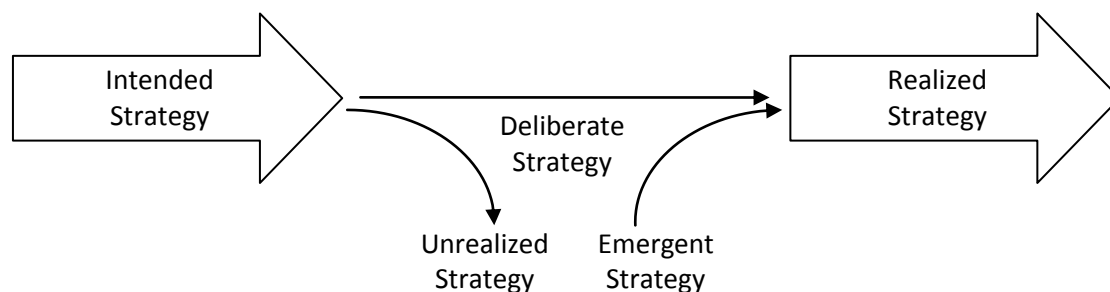 Intended
Strategy
Deliberate
Strategy
Realized
Strategy
Unrealized
Strategy
Emergent
Strategy